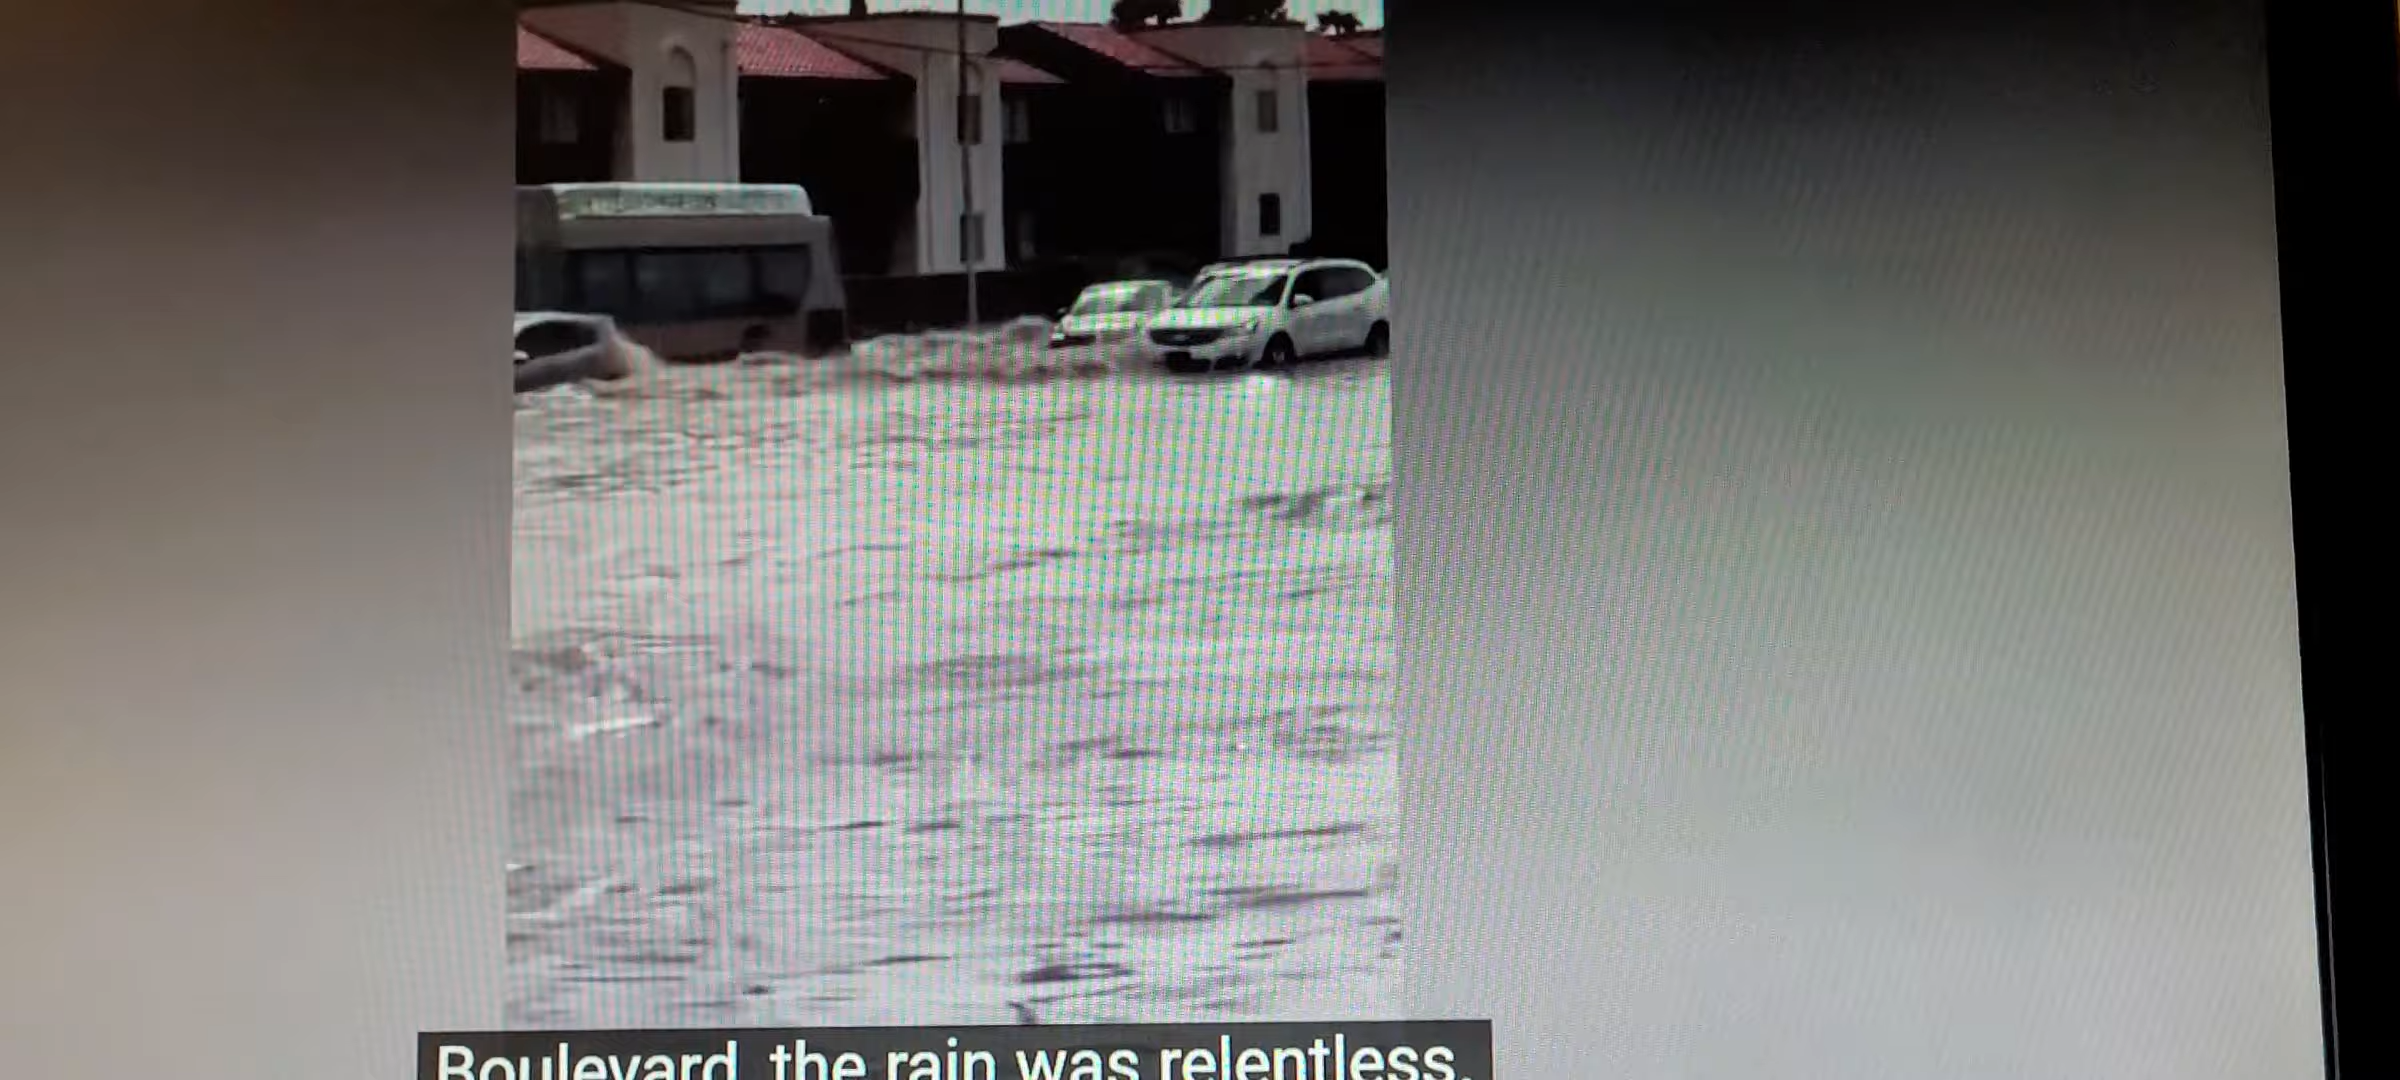 Boulevard, the rain was relentless.